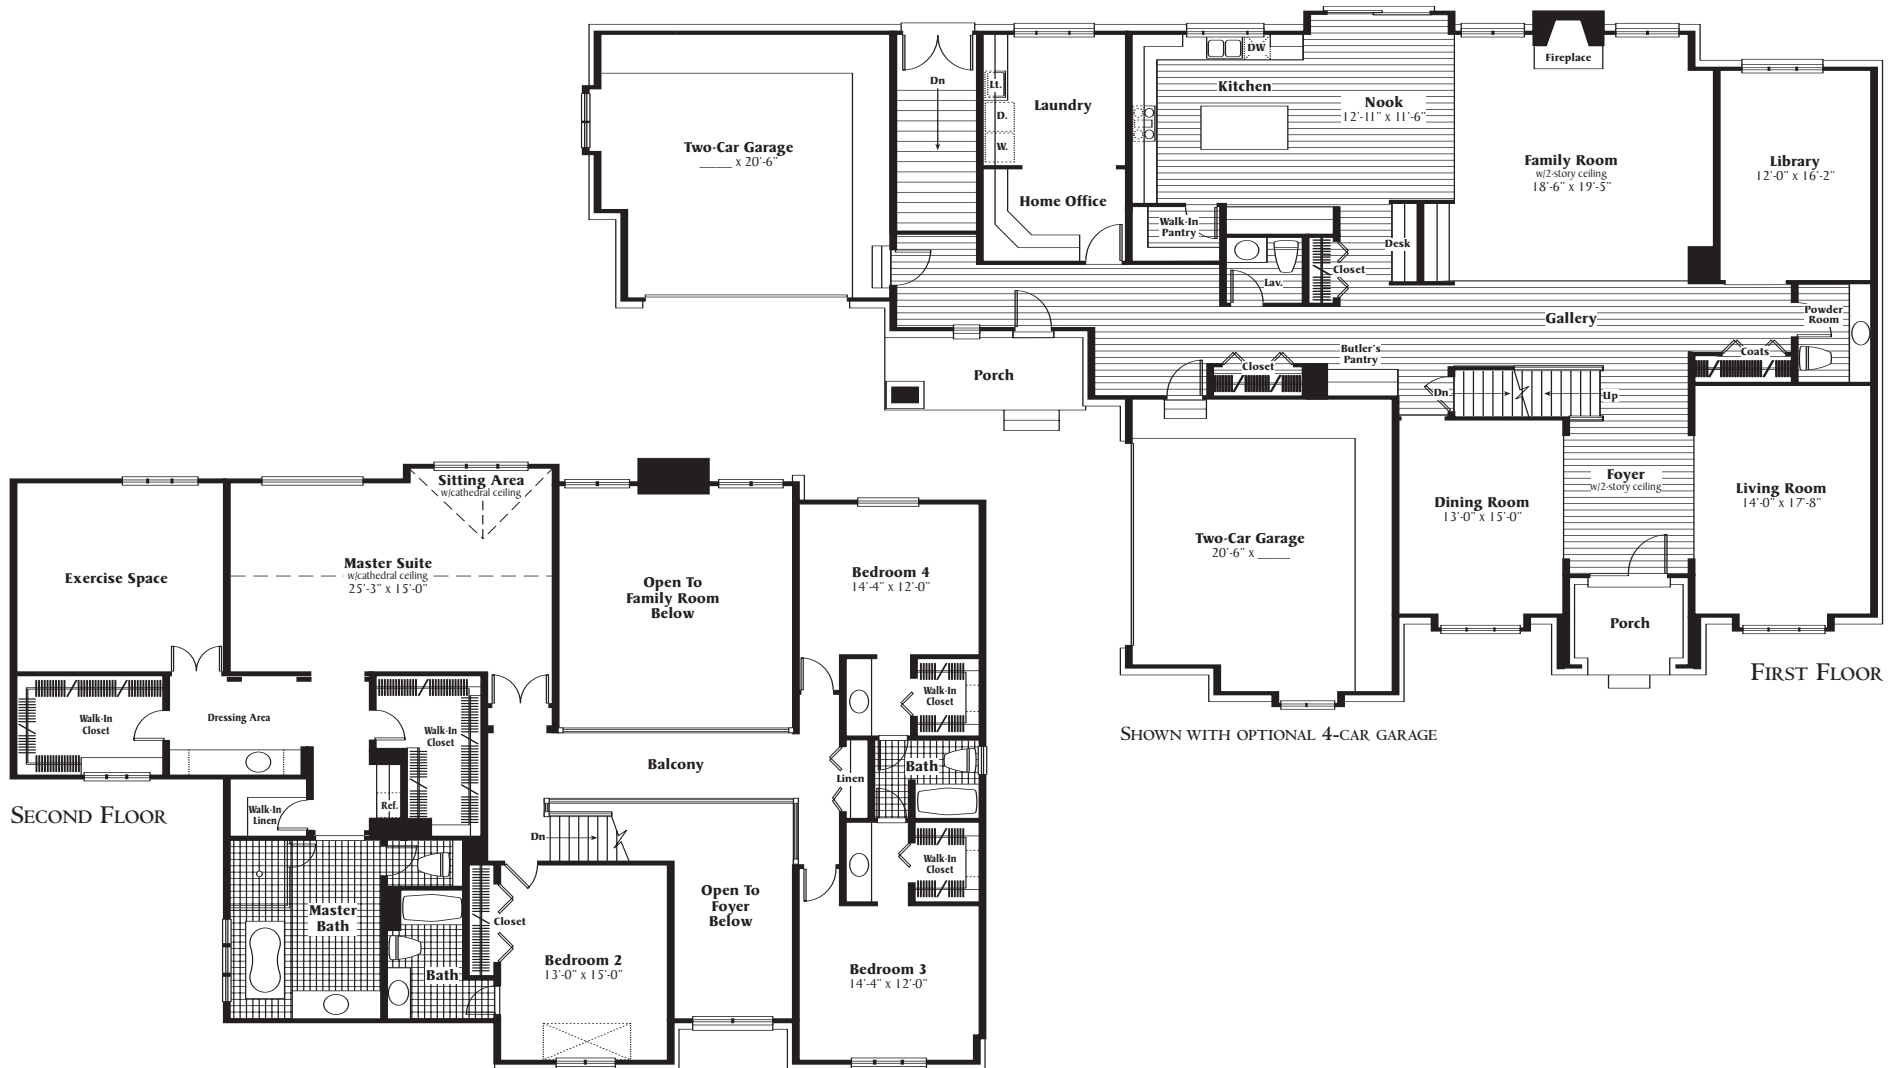 Dn
DW
Fireplace
Lt.
D.
W.
Laundry
Kitchen
Nook
12'-11" x 11'-6"
Two-Car Garage
_____ x 20'-6"
Family Room
w/2-story ceiling
18'-6" x 19'-5"
Library
12'-0" x 16'-2"
Home Office
Walk-In
Pantry
Desk
Closet
Lav.
Gallery
Powder
Room
Butler's
Pantry
Coats
Closet
Porch
Dn
Up
Foyer
w/2-story ceiling
Living Room
14'-0" x 17'-8"
Dining Room
13'-0" x 15'-0"
Two-Car Garage
20'-6" x _____
Porch
First Floor
Shown with optional 4-car garage
Sitting Area
w/cathedral ceiling
Exercise Space
Master Suite
w/cathedral ceiling
25'-3" x 15'-0"
Open To
Family Room
Below
Bedroom 4
14'-4" x 12'-0"
Walk-In
Closet
Dressing Area
Walk-In
Closet
Walk-In
Closet
Balcony
Linen
Bath
Second Floor
Walk-In
Linen
Ref.
Dn
Walk-In
Closet
Master
Bath
Closet
Open To
Foyer
Below
Bath
Bedroom 2
13'-0" x 15'-0"
Bedroom 3
14'-4" x 12'-0"